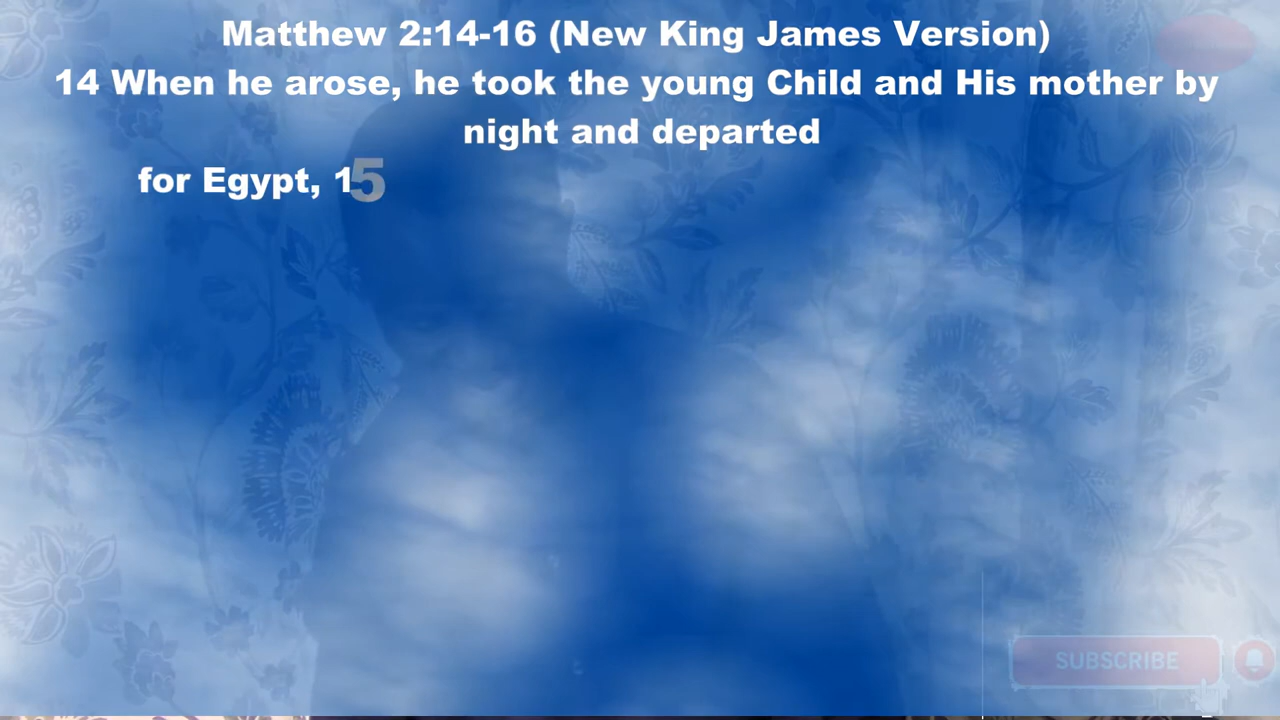 Matthew 2:14-16 (New King James Version)
14 When he arose, he took the young Child and His mother by
night and departed
for Egypt, 15
SUBSCRIBE